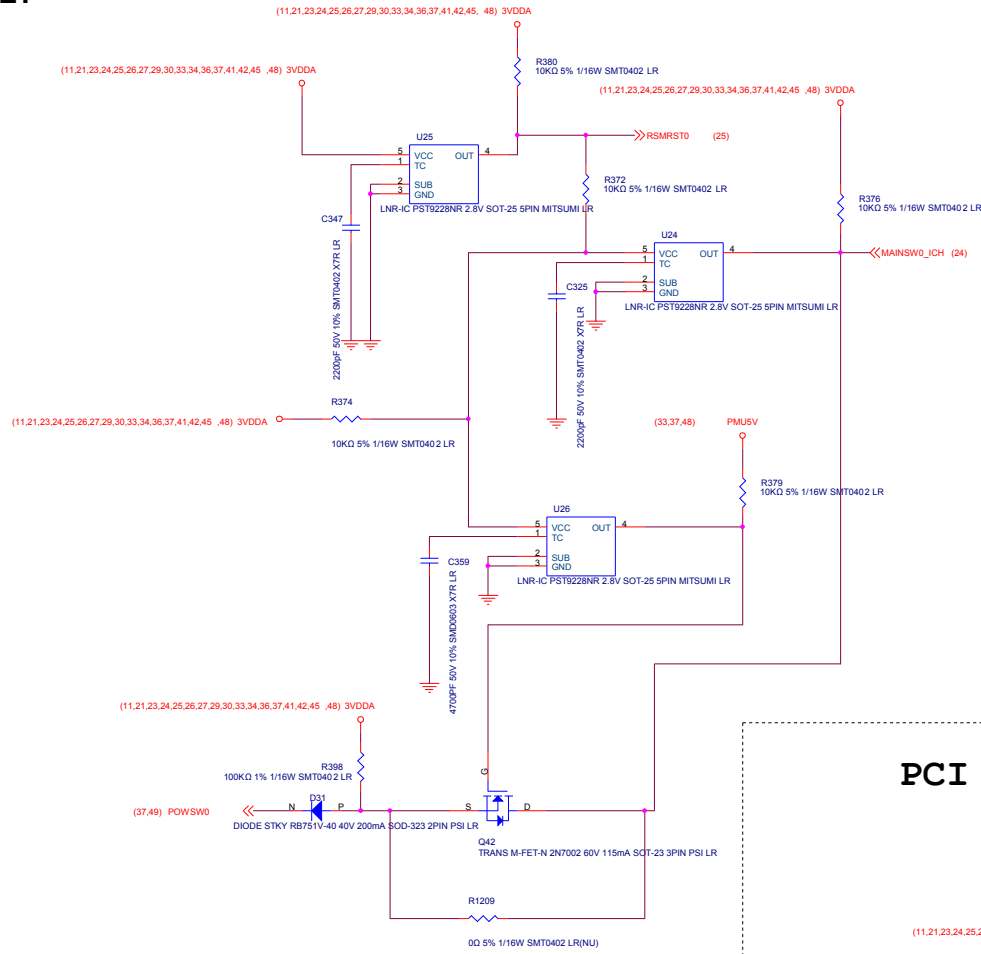 (11,21,23,24,25,26,27,29,30,33,34,36,37,41,42,45, 48) 3VDDA
R380
10KΩ 5% 1/16W SMT0402 LR
(11,21,23,24,25,26,27,29,30,33,34,36,37,41,42,45 ,48) 3VDDA
(11,21,23,24,25,26,27,29,30,33,34,36,37,41,42,45 ,48) 3VDDA
U25
RSMRST0 (25)
5 VCC OUT 4
1 TC
2 SUB
3 GND
LNR-IC PST9228NR 2.8V SOT-25 5PIN MITSUMI LR
R372
10KΩ 5% 1/16W SMT0402 LR
R376
10KΩ 5% 1/16W SMT0402 LR
C347
2200pF 50V 10% SMT0402 X7R LR
U24
5 VCC OUT 4
1 TC
2 SUB
3 GND
LNR-IC PST9228NR 2.8V SOT-25 5PIN MITSUMI LR
MAINSW0_ICH (24)
C325
2200pF 50V 10% SMT0402 X7R LR
R374
(11,21,23,24,25,26,27,29,30,33,34,36,37,41,42,45 ,48) 3VDDA
10KΩ 5% 1/16W SMT0402 LR
(33,37,48) PMU5V
R379
10KΩ 5% 1/16W SMT0402 LR
U26
5 VCC OUT 4
1 TC
2 SUB
3 GND
LNR-IC PST9228NR 2.8V SOT-25 5PIN MITSUMI LR
C359
4700PF 50V 10% SMD0603 X7R LR
(11,21,23,24,25,26,27,29,30,33,34,36,37,41,42,45 ,48) 3VDDA
R398
100KΩ 1% 1/16W SMT0402 LR
G
PCI
D31
(37,49) POWSW0
N P S D
DIODE STKY RB751V-40 40V 200mA SOD-323 2PIN PSI LR
Q42
TRANS M-FET-N 2N7002 60V 115mA SOT-23 3PIN PSI LR
R1209
0Ω 5% 1/16W SMT0402 LR(NU)
(11,21,23,24,25,2